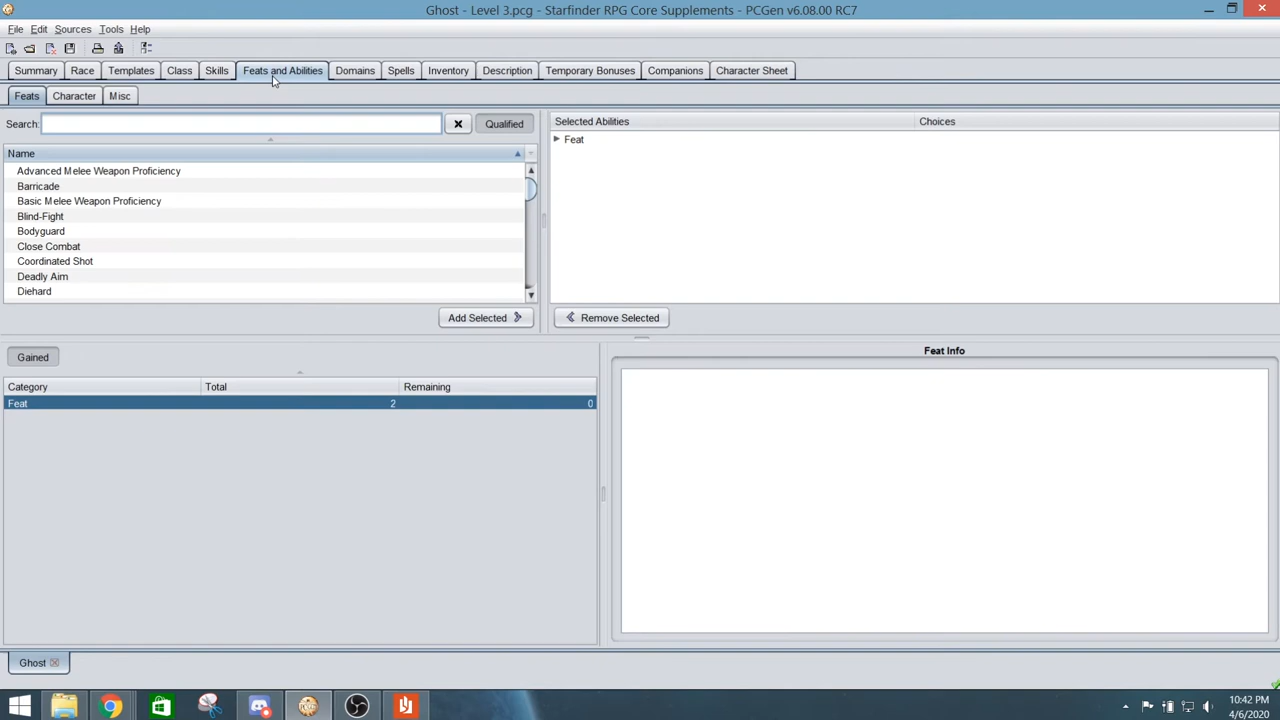 Ghost - Level 3.pcg - Starfinder RPG Core Supplements - PCGen v6.08.00 RC7
File Edit Sources Tools Help
Summary Race Templates Class Skills Feats and Abilities Domains Spells Inventory Description Temporary Bonuses Companions Character Sheet
Feats Character Misc
Search: Qualified
Name
Advanced Melee Weapon Proficiency
Barricade
Basic Melee Weapon Proficiency
Blind-Fight
Bodyguard
Close Combat
Coordinated Shot
Deadly Aim
Diehard
Add Selected
Selected Abilities Choices
Feat
Remove Selected
Gained
Category Total Remaining
Feat 2 0
Feat Info
Ghost
10:42 PM
4/6/2020